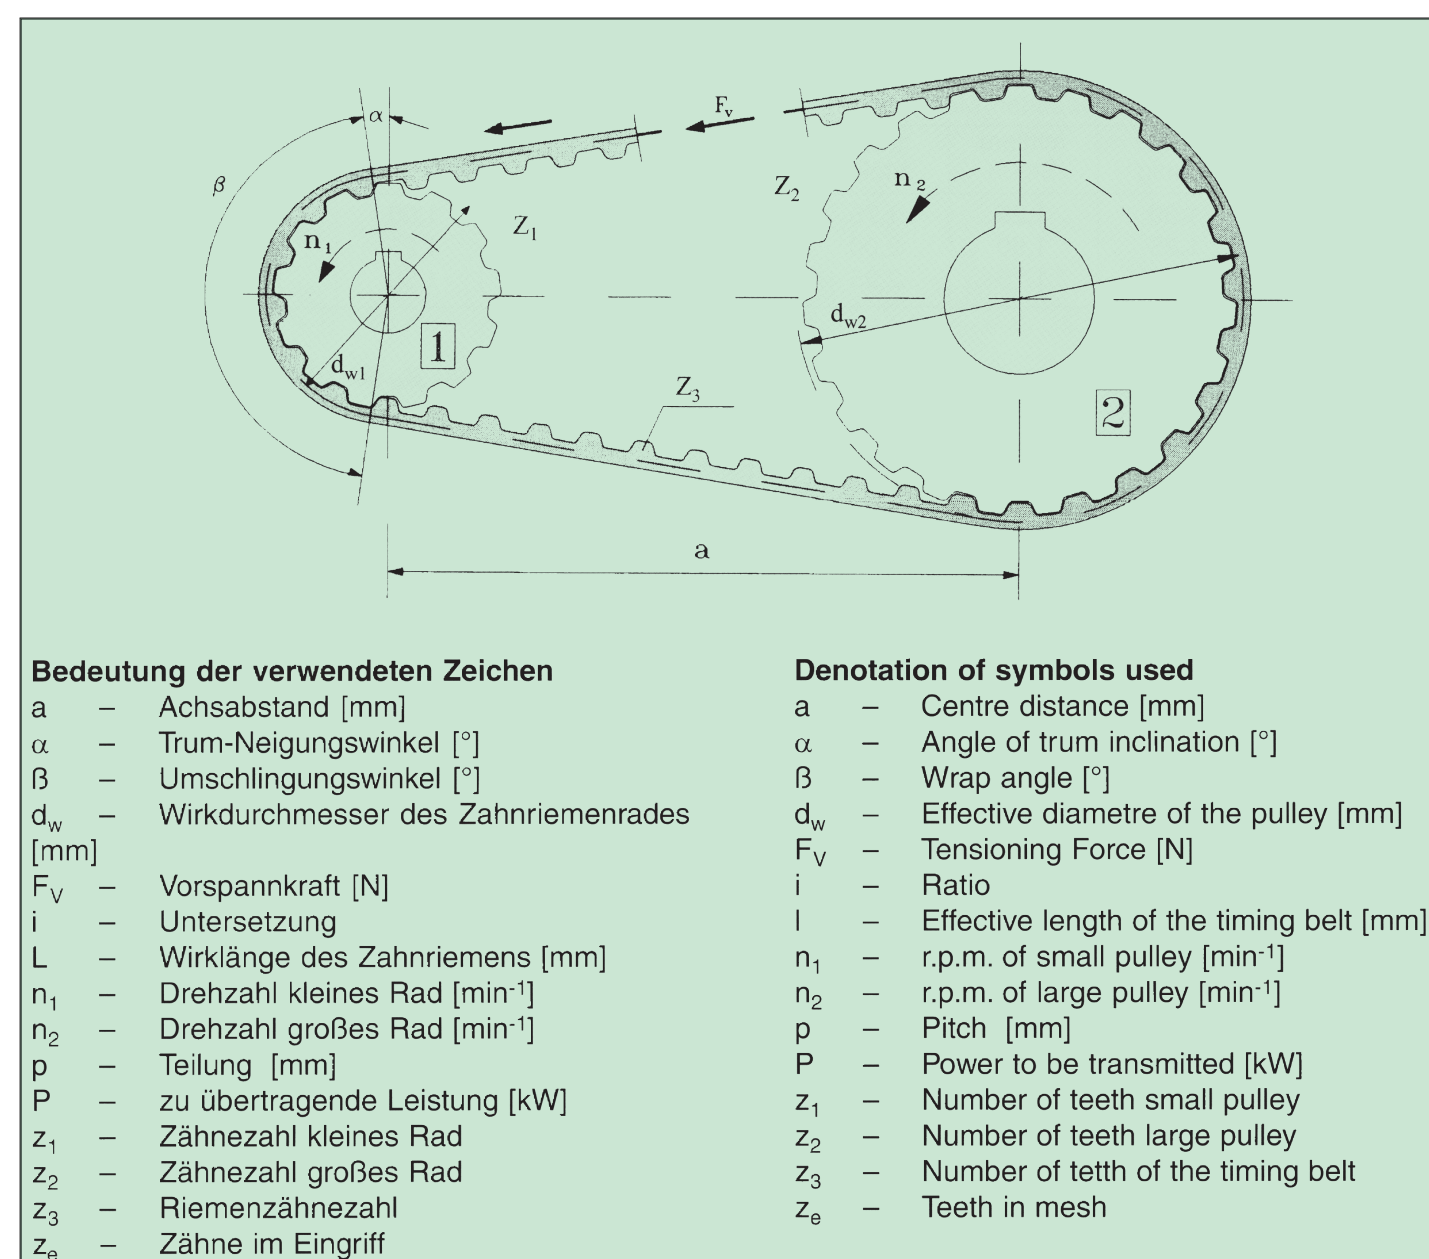 α
F_v
β
Z_1
Z_2
n_2
n_1
1
d_w1
d_w2
Z_3
2
a
Bedeutung der verwendeten Zeichen
a – Achsabstand [mm]
α – Trum-Neigungswinkel [°]
ß – Umschlingungswinkel [°]
d_w – Wirkdurchmesser des Zahnriemenrades
[mm]
F_V – Vorspannkraft [N]
i – Untersetzung
L – Wirklänge des Zahnriemens [mm]
n_1 – Drehzahl kleines Rad [min⁻¹]
n_2 – Drehzahl großes Rad [min⁻¹]
p – Teilung [mm]
P – zu übertragende Leistung [kW]
z_1 – Zähnezahl kleines Rad
z_2 – Zähnezahl großes Rad
z_3 – Riemenzähnezahl
z_e – Zähne im Eingriff
Denotation of symbols used
a – Centre distance [mm]
α – Angle of trum inclination [°]
ß – Wrap angle [°]
d_w – Effective diametre of the pulley [mm]
F_V – Tensioning Force [N]
i – Ratio
l – Effective length of the timing belt [mm]
n_1 – r.p.m. of small pulley [min⁻¹]
n_2 – r.p.m. of large pulley [min⁻¹]
p – Pitch [mm]
P – Power to be transmitted [kW]
z_1 – Number of teeth small pulley
z_2 – Number of teeth large pulley
z_3 – Number of tetth of the timing belt
z_e – Teeth in mesh